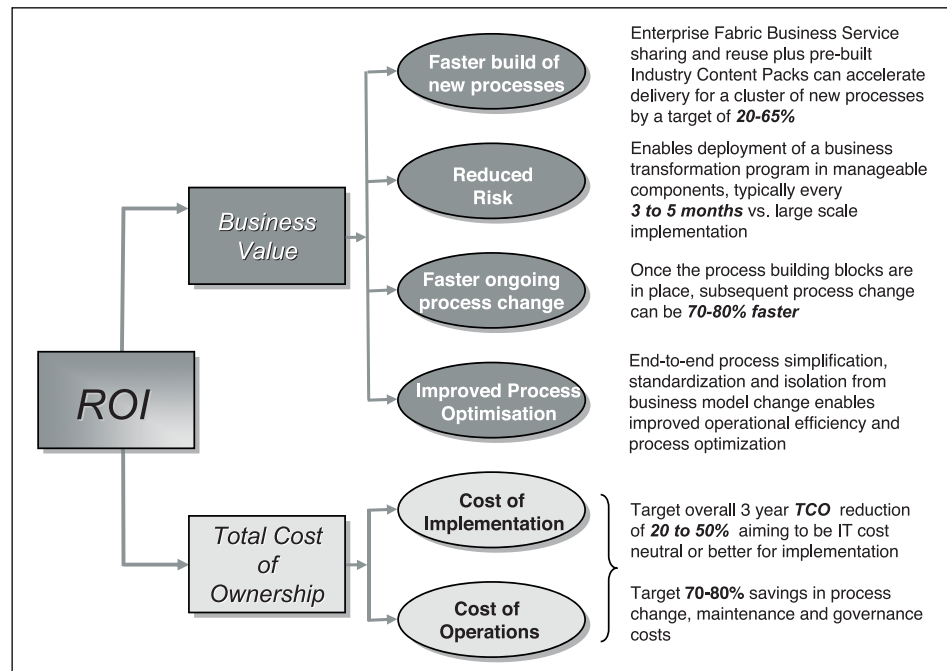 ROI
Business
Value
Faster build of
new processes
Enterprise Fabric Business Service
sharing and reuse plus pre-built
Industry Content Packs can accelerate
delivery for a cluster of new processes
by a target of 20-65%
Reduced
Risk
Enables deployment of a business
transformation program in manageable
components, typically every
3 to 5 months vs. large scale
implementation
Faster ongoing
process change
Once the process building blocks are
in place, subsequent process change
can be 70-80% faster
Improved Process
Optimisation
End-to-end process simplification,
standardization and isolation from
business model change enables
improved operational efficiency and
process optimization
Total Cost
of
Ownership
Cost of
Implementation
Cost of
Operations
Target overall 3 year TCO reduction
of 20 to 50% aiming to be IT cost
neutral or better for implementation
Target 70-80% savings in process
change, maintenance and governance
costs